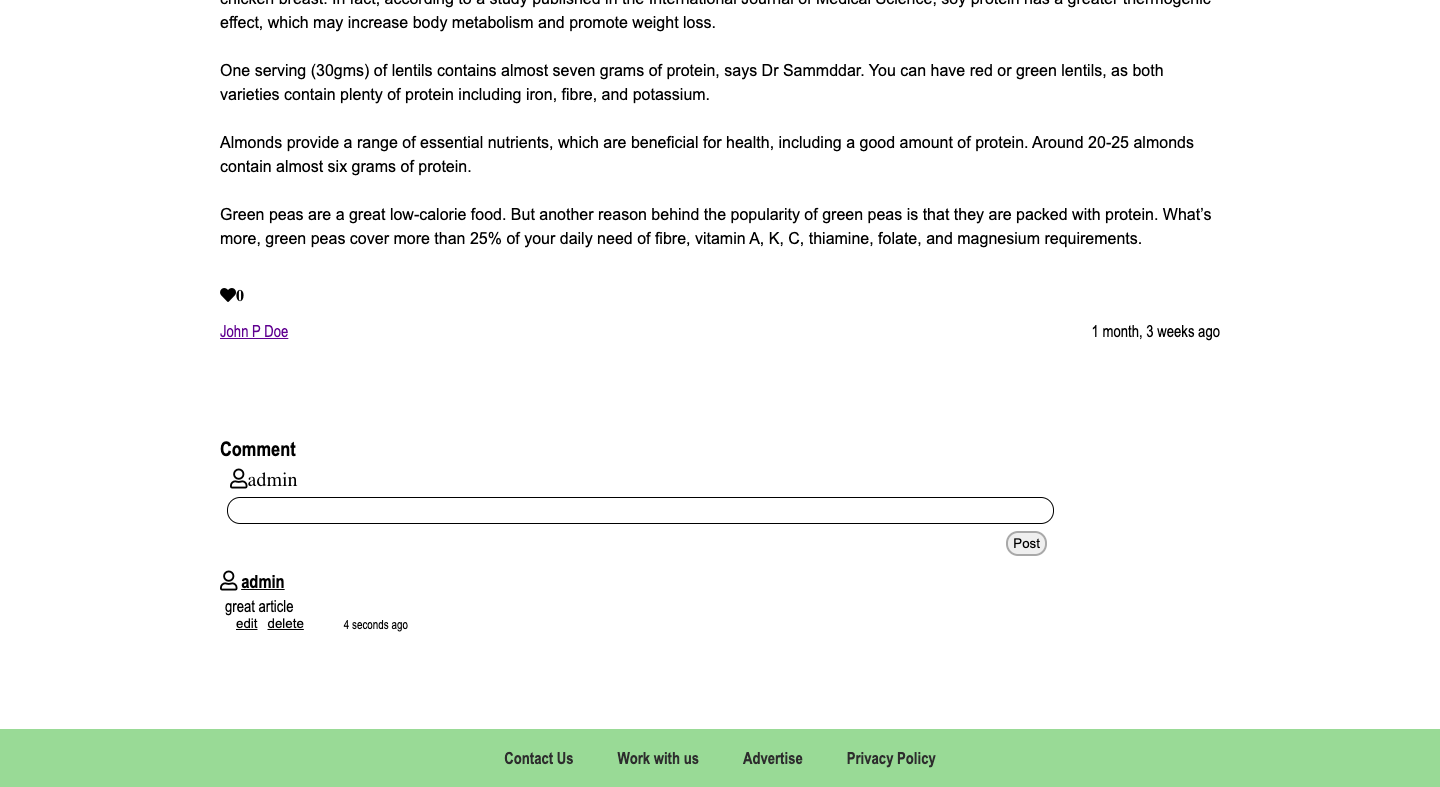 chicken breast. In fact, according to a study published in the International Journal of Medical Science, soy protein has a greater thermogenic
effect, which may increase body metabolism and promote weight loss.
One serving (30gms) of lentils contains almost seven grams of protein, says Dr Sammddar. You can have red or green lentils, as both
varieties contain plenty of protein including iron, fibre, and potassium.
Almonds provide a range of essential nutrients, which are beneficial for health, including a good amount of protein. Around 20-25 almonds
contain almost six grams of protein.
Green peas are a great low-calorie food. But another reason behind the popularity of green peas is that they are packed with protein. What’s
more, green peas cover more than 25% of your daily need of fibre, vitamin A, K, C, thiamine, folate, and magnesium requirements.
0
John P Doe 1 month, 3 weeks ago
Comment
admin
Post
admin
great article
edit delete 4 seconds ago
Contact Us Work with us Advertise Privacy Policy